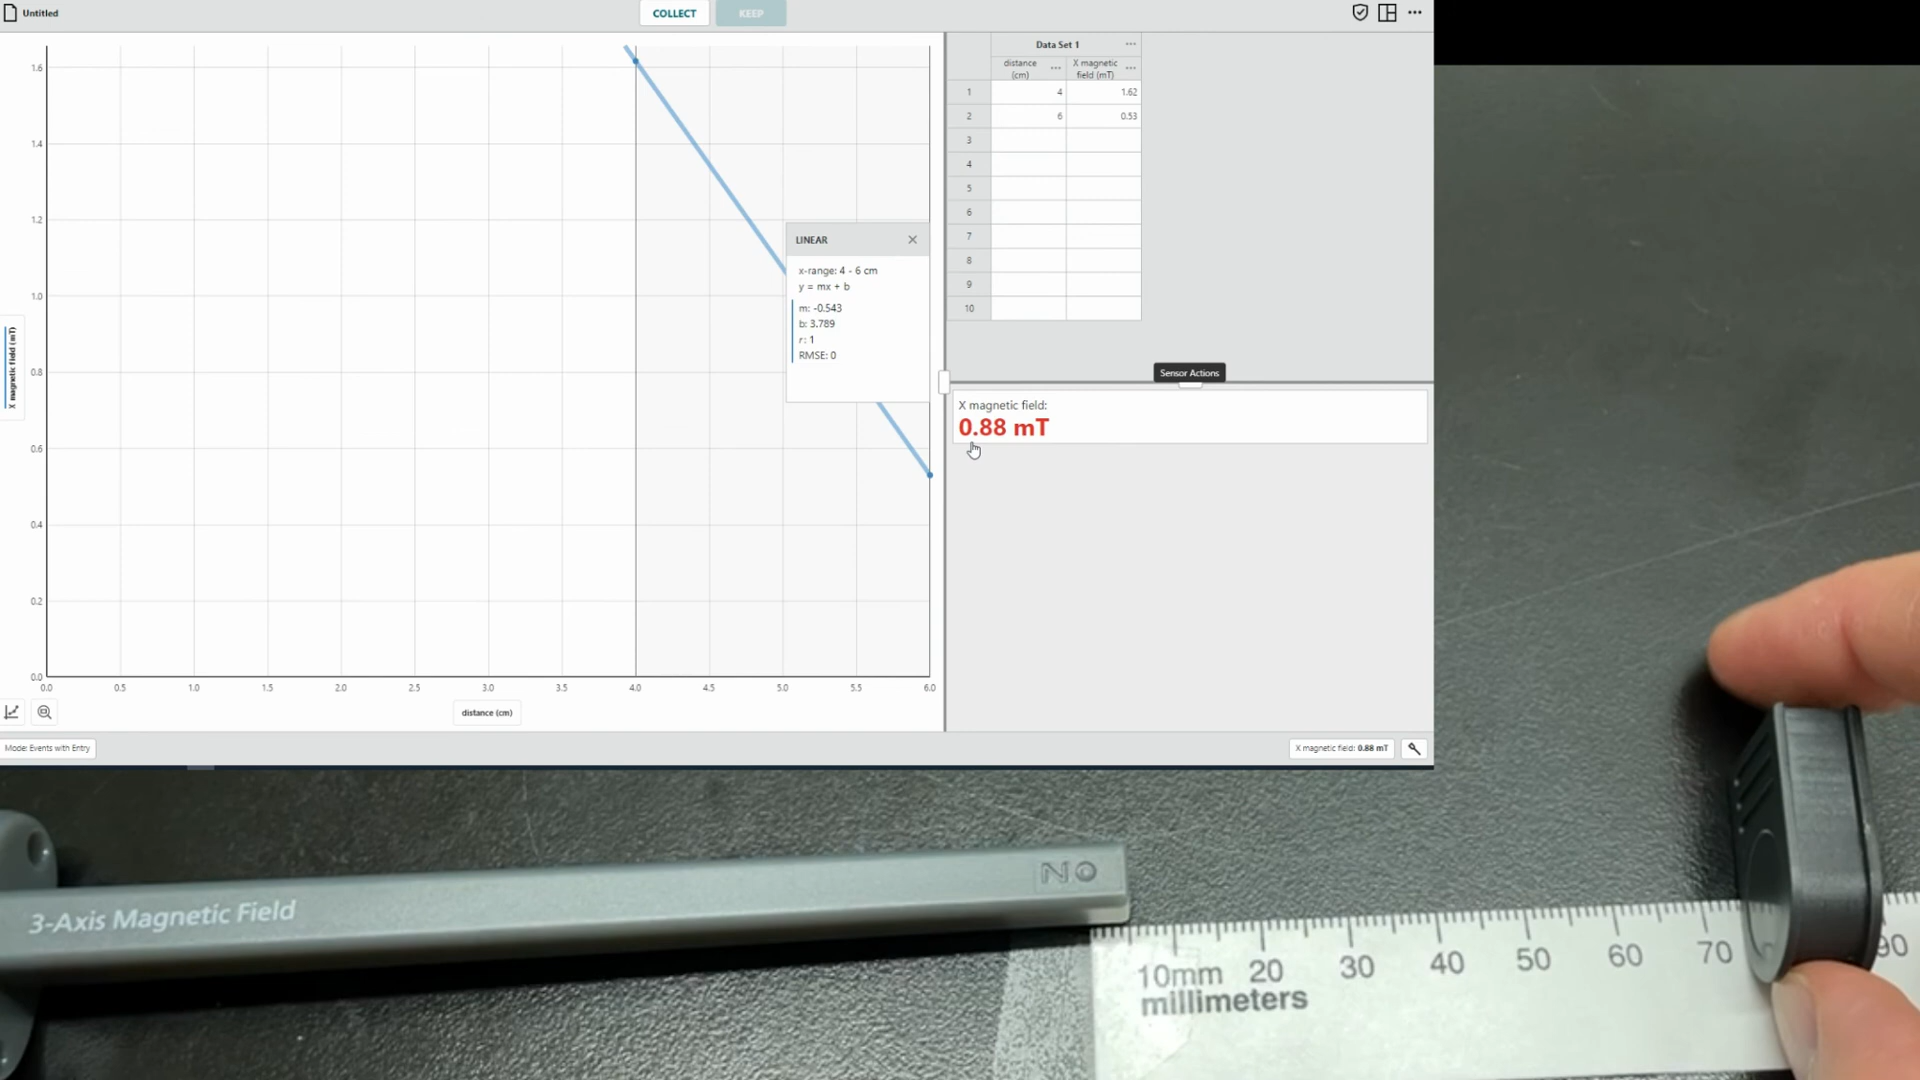 Untitled
COLLECT
KEEP
1.6
1.4
1.2
1.0
0.8
0.6
0.4
0.2
0.0
X magnetic field (mT)
0.0 0.5 1.0 1.5 2.0 2.5 3.0 3.5 4.0 4.5 5.0 5.5 6.0
distance (cm)
LINEAR
x-range: 4 - 6 cm
y = mx + b
m: -0.543
b: 3.789
r: 1
RMSE: 0
Data Set 1
distance
(cm)
X magnetic
field (mT)
1 4 1.62
2 6 0.53
3
4
5
6
7
8
9
10
Sensor Actions
X magnetic field:
0.88 mT
Mode: Events with Entry
X magnetic field: 0.88 mT
3-Axis Magnetic Field
NO
10mm 20 30 40 50 60 70 90
millimeters